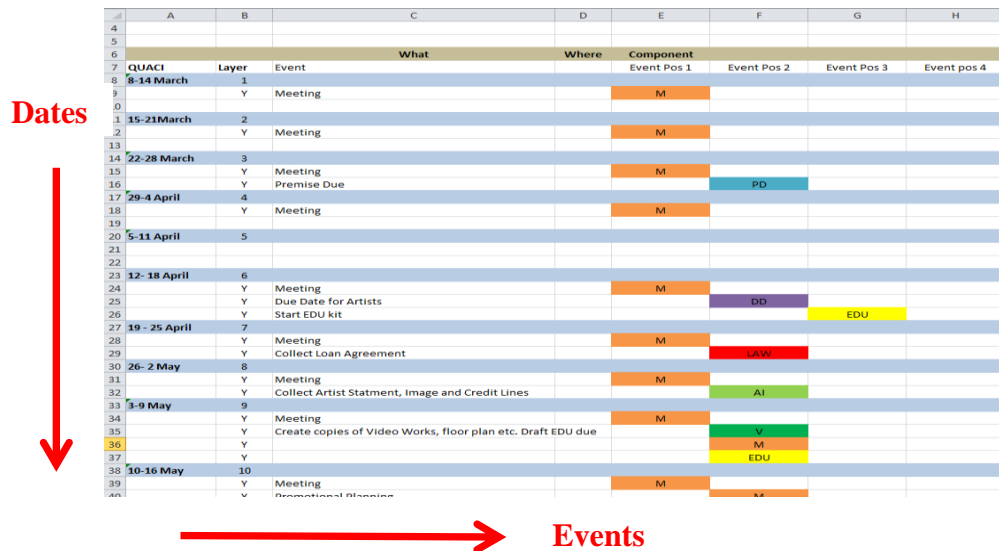 A B C D E F G H
4
5
6 What Where Component
7 QUACI Layer Event Event Pos 1 Event Pos 2 Event Pos 3 Event pos 4
8 8-14 March 1
9 Y Meeting M
10
Dates
11 15-21March 2
12 Y Meeting M
13
14 22-28 March 3
15 Y Meeting M
16 Y Premise Due PD
17 29-4 April 4
18 Y Meeting M
19
20 5-11 April 5
21
22
23 12- 18 April 6
24 Y Meeting M
25 Y Due Date for Artists DD
26 Y Start EDU kit EDU
27 19 - 25 April 7
28 Y Meeting M
29 Y Collect Loan Agreement LAW
30 26- 2 May 8
31 Y Meeting M
32 Y Collect Artist Statment, Image and Credit Lines AI
33 3-9 May 9
34 Y Meeting M
35 Y Create copies of Video Works, floor plan etc. Draft EDU due V
36 Y M
37 Y EDU
38 10-16 May 10
39 Y Meeting M
40 Y Promotional Planning M
Events